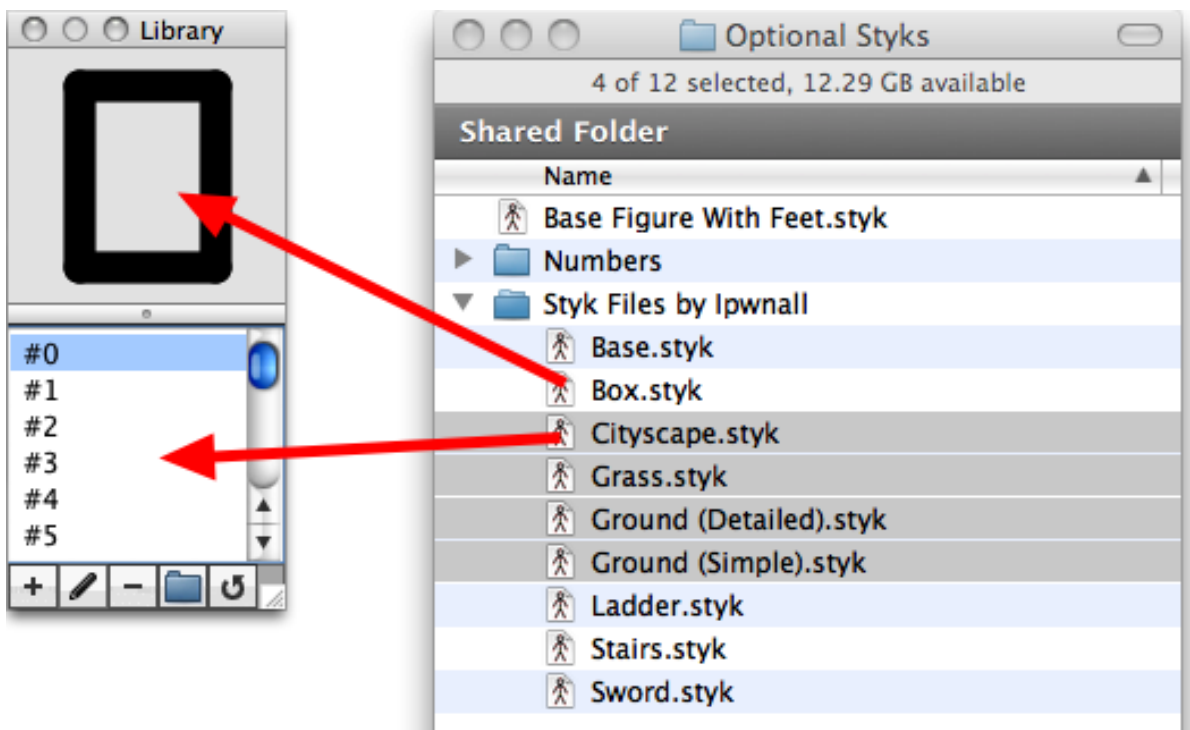 Library
#0
#1
#2
#3
#4
#5
Optional Styks
4 of 12 selected, 12.29 GB available
Shared Folder
Name
Base Figure With Feet.styk
Numbers
Styk Files by Ipwnall
Base.styk
Box.styk
Cityscape.styk
Grass.styk
Ground (Detailed).styk
Ground (Simple).styk
Ladder.styk
Stairs.styk
Sword.styk